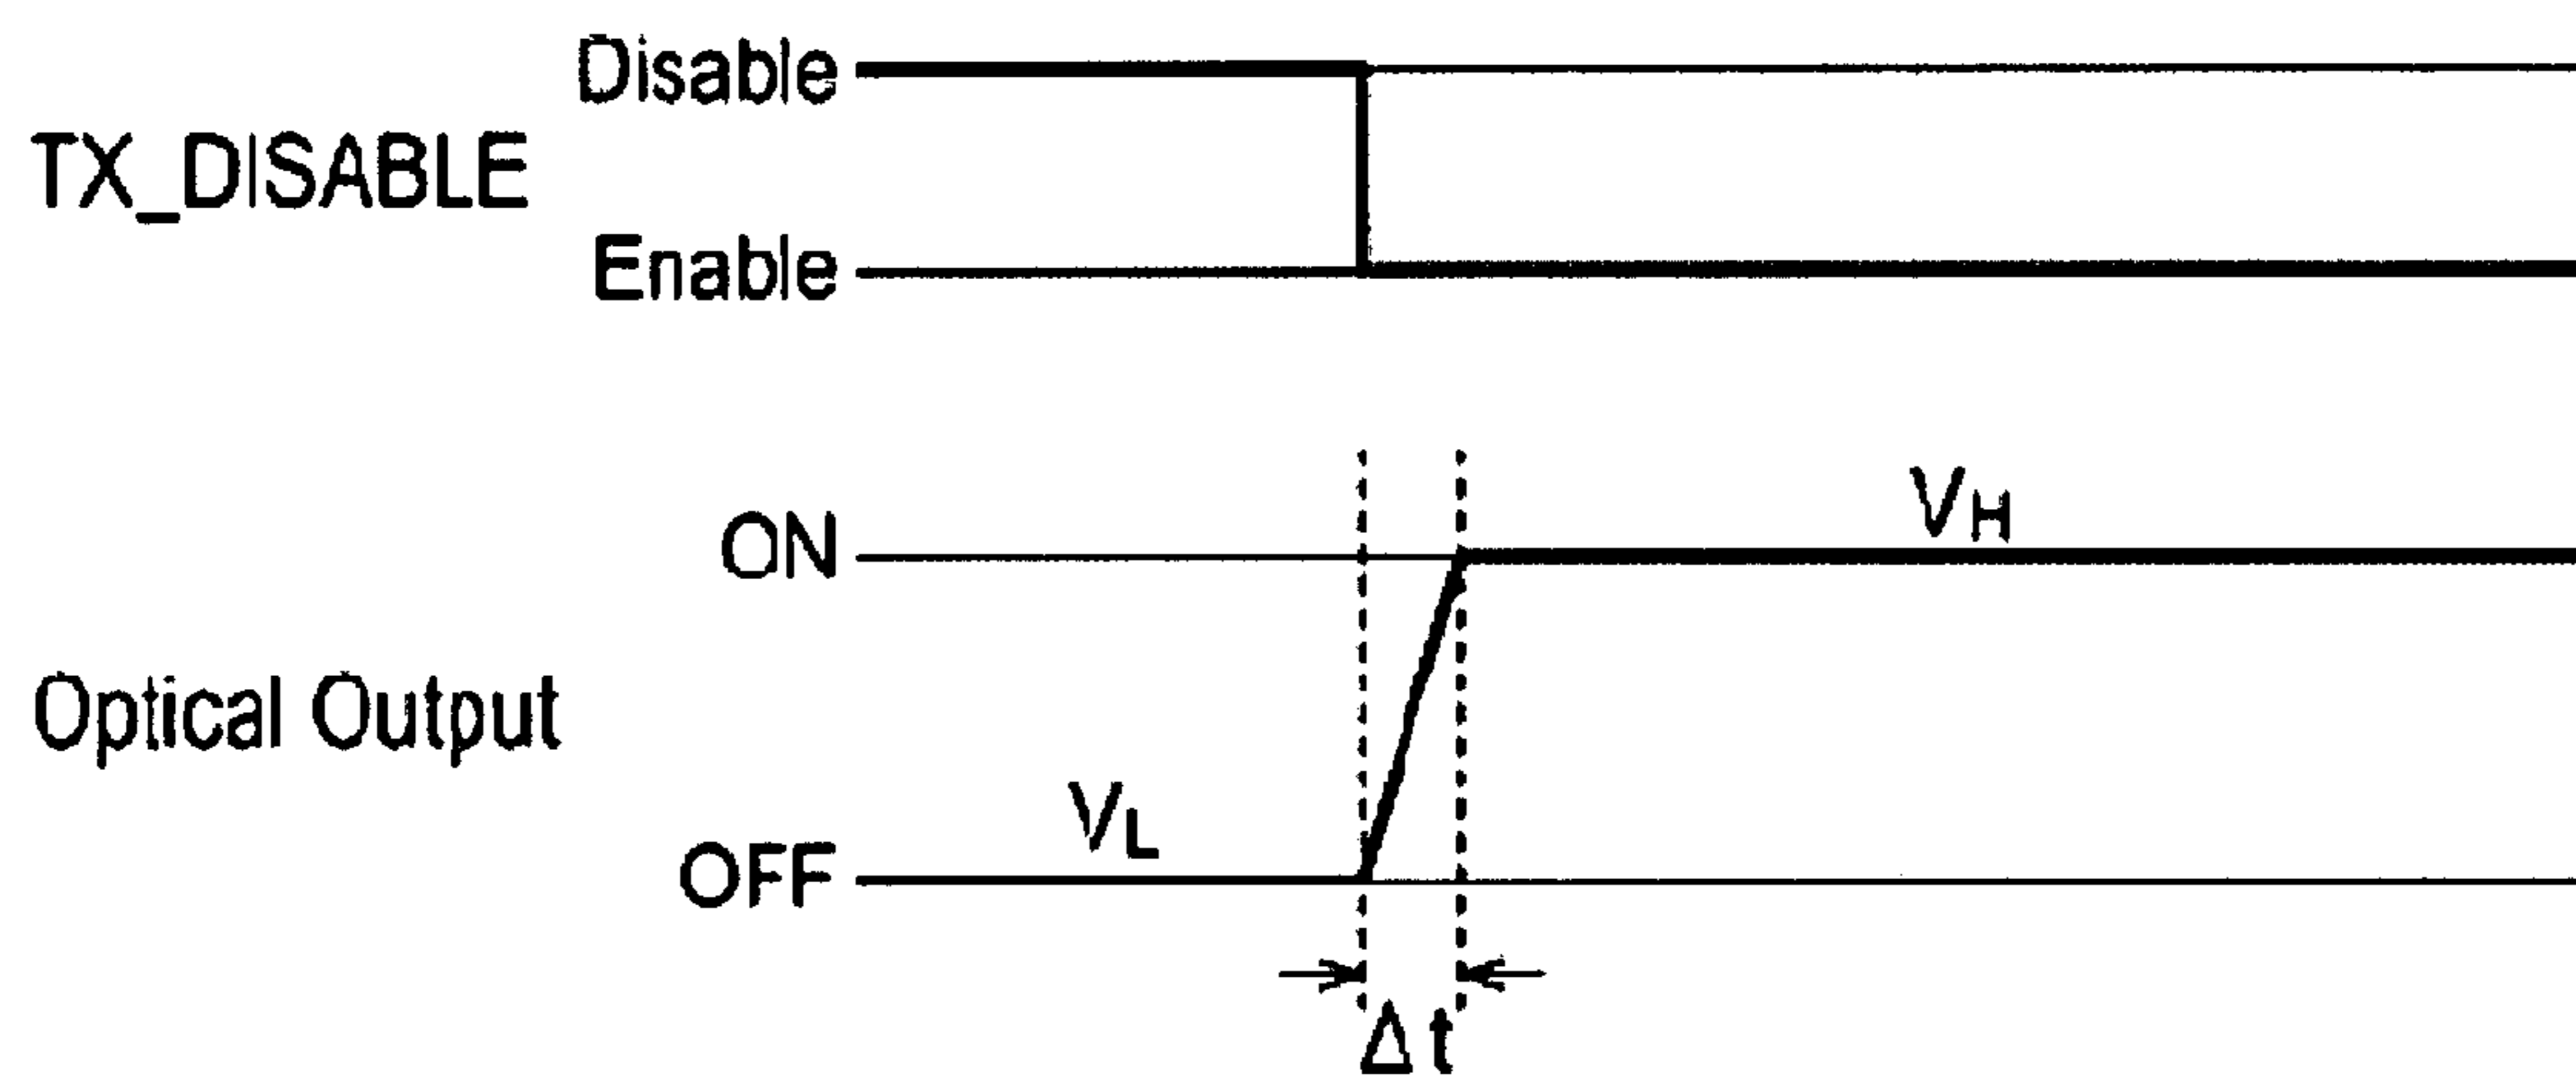 Disable
TX_DISABLE
Enable
VH
ON
Optical Output
VL
OFF
Δt